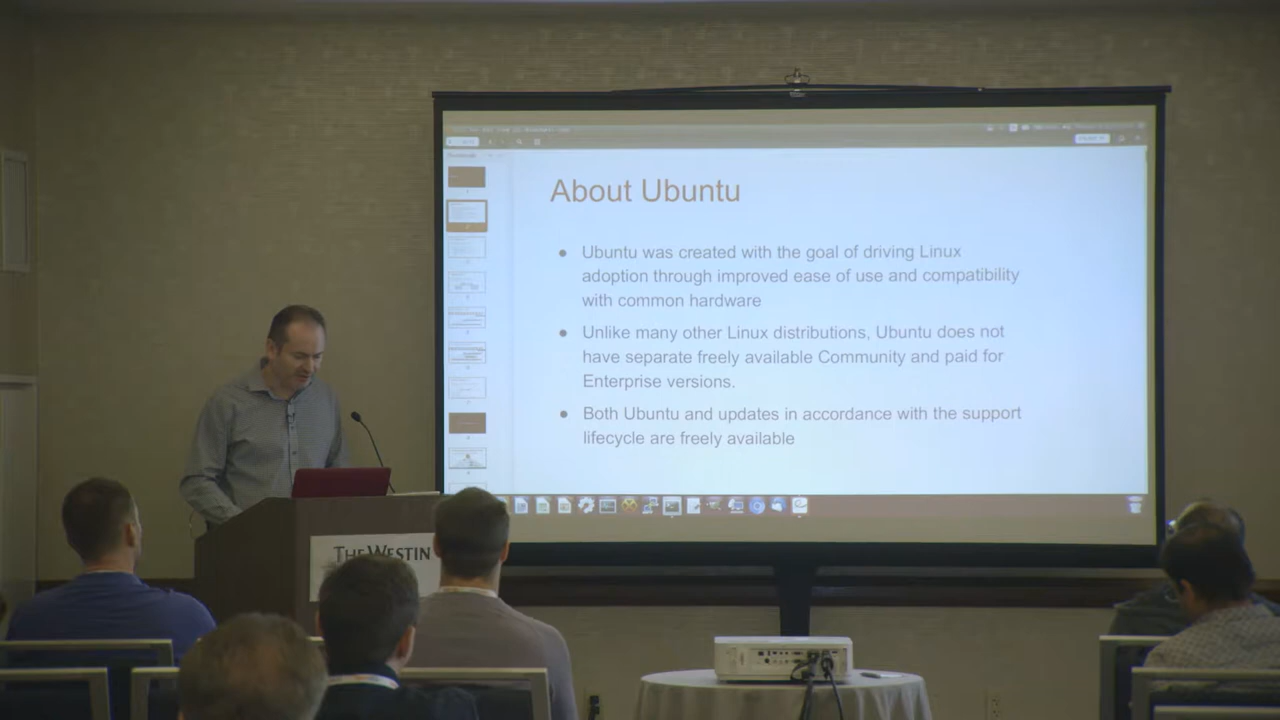 About Ubuntu
● Ubuntu was created with the goal of driving Linux
adoption through improved ease of use and compatibility
with common hardware
● Unlike many other Linux distributions, Ubuntu does not
have separate freely available Community and paid for
Enterprise versions.
● Both Ubuntu and updates in accordance with the support
lifecycle are freely available
THE WESTIN